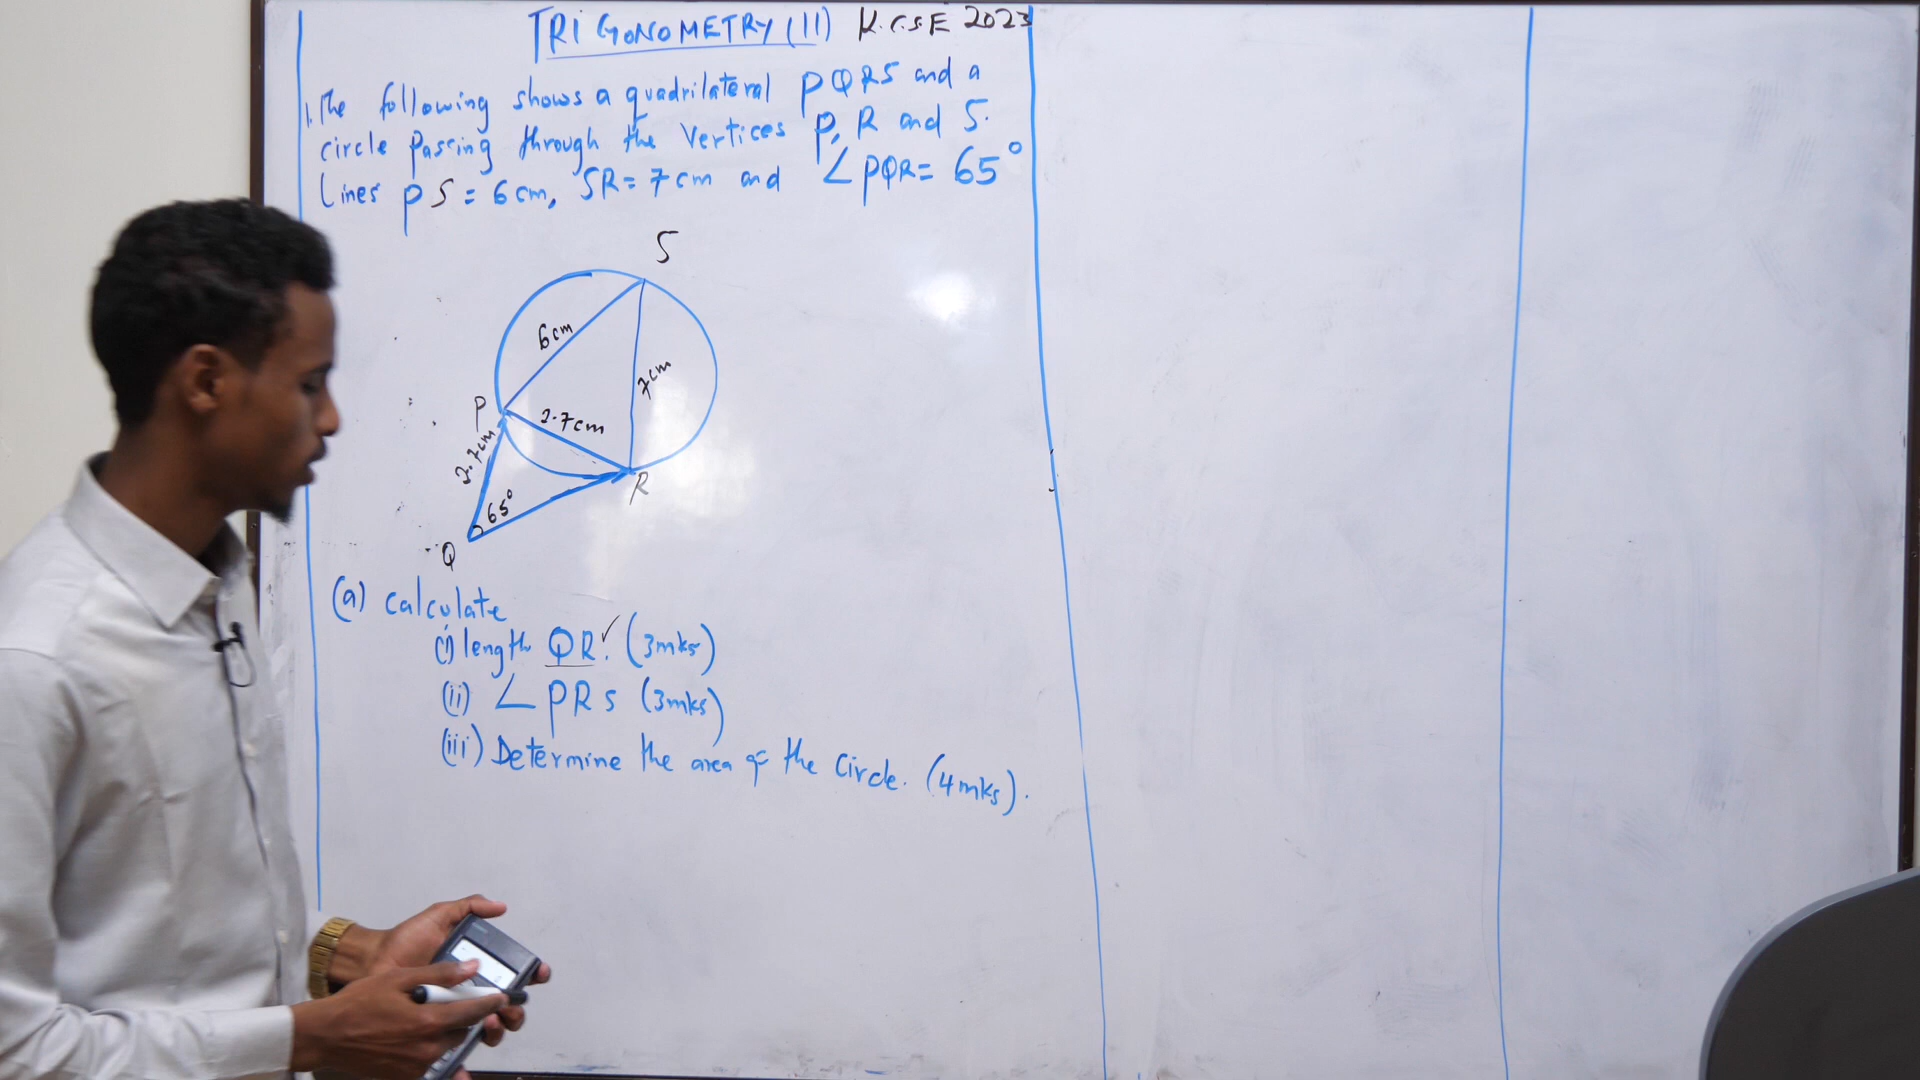 TRIGONOMETRY (II) K.C.S.E 2023
1. The following shows a quadrilateral PQRS and a
circle passing through the vertices P, R and S.
Lines PS = 6cm, SR = 7cm and ∠PQR = 65°
S
6cm
7cm
P
2.7cm
2.7cm
R
65°
Q
(a) Calculate
(i) length QR. ✓ (3mks)
(ii) ∠PRS (3mks)
(iii) Determine the area of the circle. (4mks).